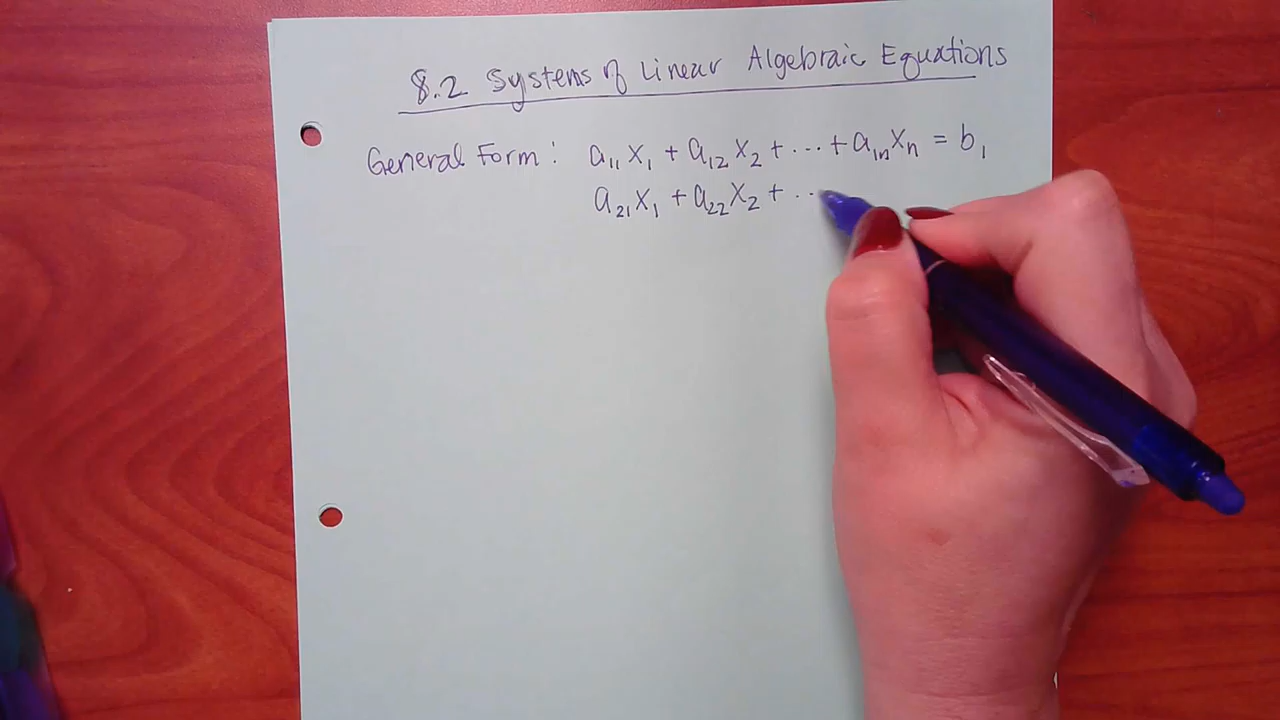 8.2 Systems of Linear Algebraic Equations
General Form: a₁₁x₁ + a₁₂x₂ + ··· + a₁ₙxₙ = b₁
a₂₁x₁ + a₂₂x₂ + ···